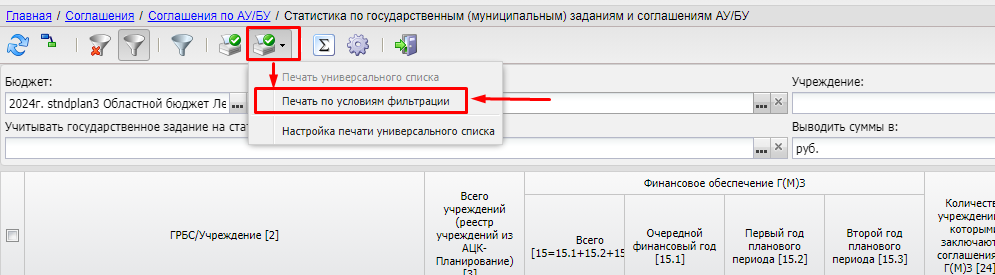 Главная / Соглашения / Соглашения по АУ/БУ / Статистика по государственным (муниципальным) заданиям и соглашениям АУ/БУ
Печать универсального списка
Печать по условиям фильтрации
Настройка печати универсального списка
Бюджет:
Учреждение:
2024г. stndplan3 Областной бюджет Ле
Учитывать государственное задание на ста
Выводить суммы в:
руб.
ГРБС/Учреждение [2]
Всего
учреждений
(реестр
учреждений из
АЦК-
Планирование)
[3]
Финансовое обеспечение Г(М)З
Всего
[15=15.1+15.2+15
Очередной
финансовый год
[15.1]
Первый год
планового
периода [15.2]
Второй год
планового
периода [15.3]
Количеств
учреждени
которыми
заключаютс
соглашения
Г(М)З [24]